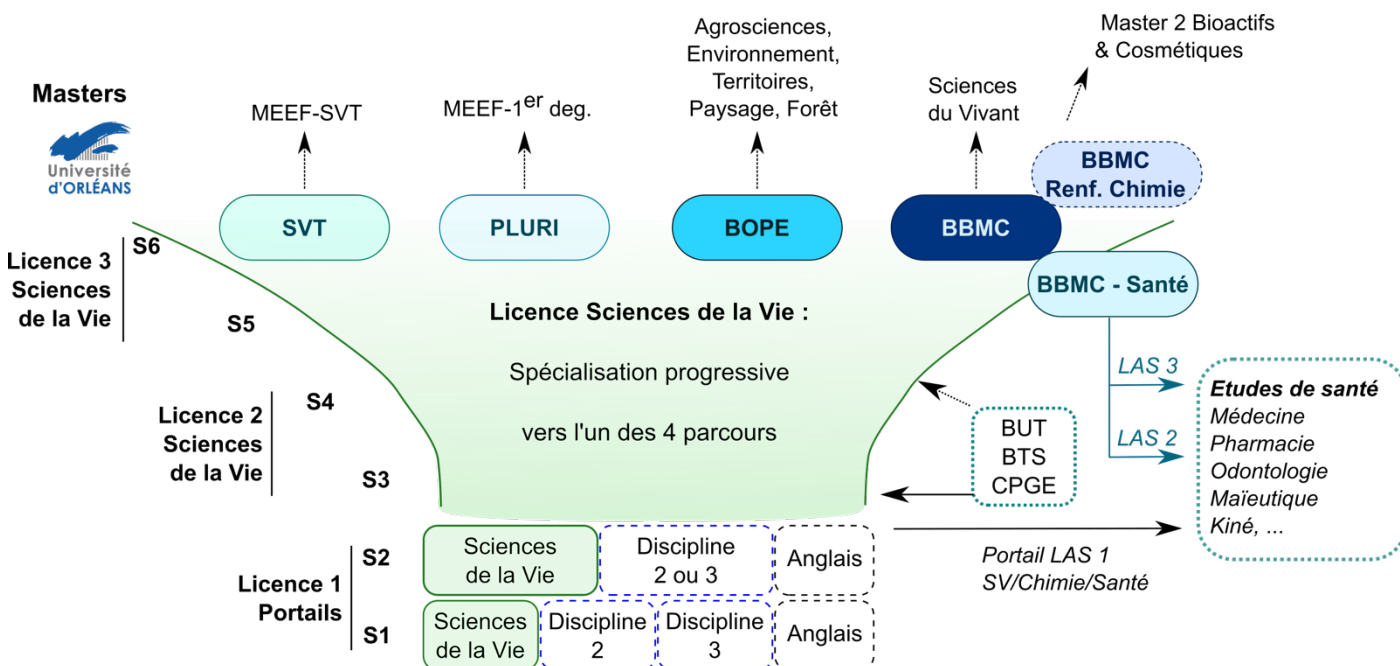 Masters
Université
d'ORLÉANS
MEEF-SVT
MEEF-1er deg.
Agrosciences,
Environnement,
Territoires,
Paysage, Forêt
Sciences
du Vivant
Master 2 Bioactifs
& Cosmétiques
SVT
PLURI
BOPE
BBMC
BBMC
Renf. Chimie
BBMC - Santé
Licence 3
Sciences
de la Vie
S6
S5
Licence Sciences de la Vie :
Spécialisation progressive
vers l'un des 4 parcours
Licence 2
Sciences
de la Vie
S4
S3
BUT
BTS
CPGE
LAS 3
LAS 2
Etudes de santé
Médecine
Pharmacie
Odontologie
Maïeutique
Kiné, ...
Licence 1
Portails
S2
Sciences
de la Vie
Discipline
2 ou 3
Anglais
Portail LAS 1
SV/Chimie/Santé
S1
Sciences
de la Vie
Discipline
2
Discipline
3
Anglais